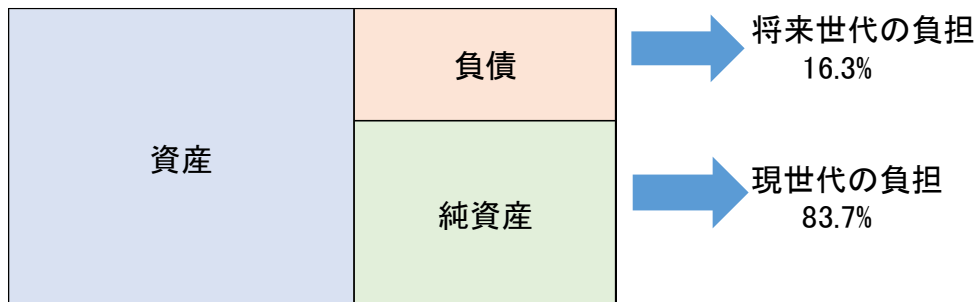 資産
負債
純資産
将来世代の負担
16.3%
現世代の負担
83.7%